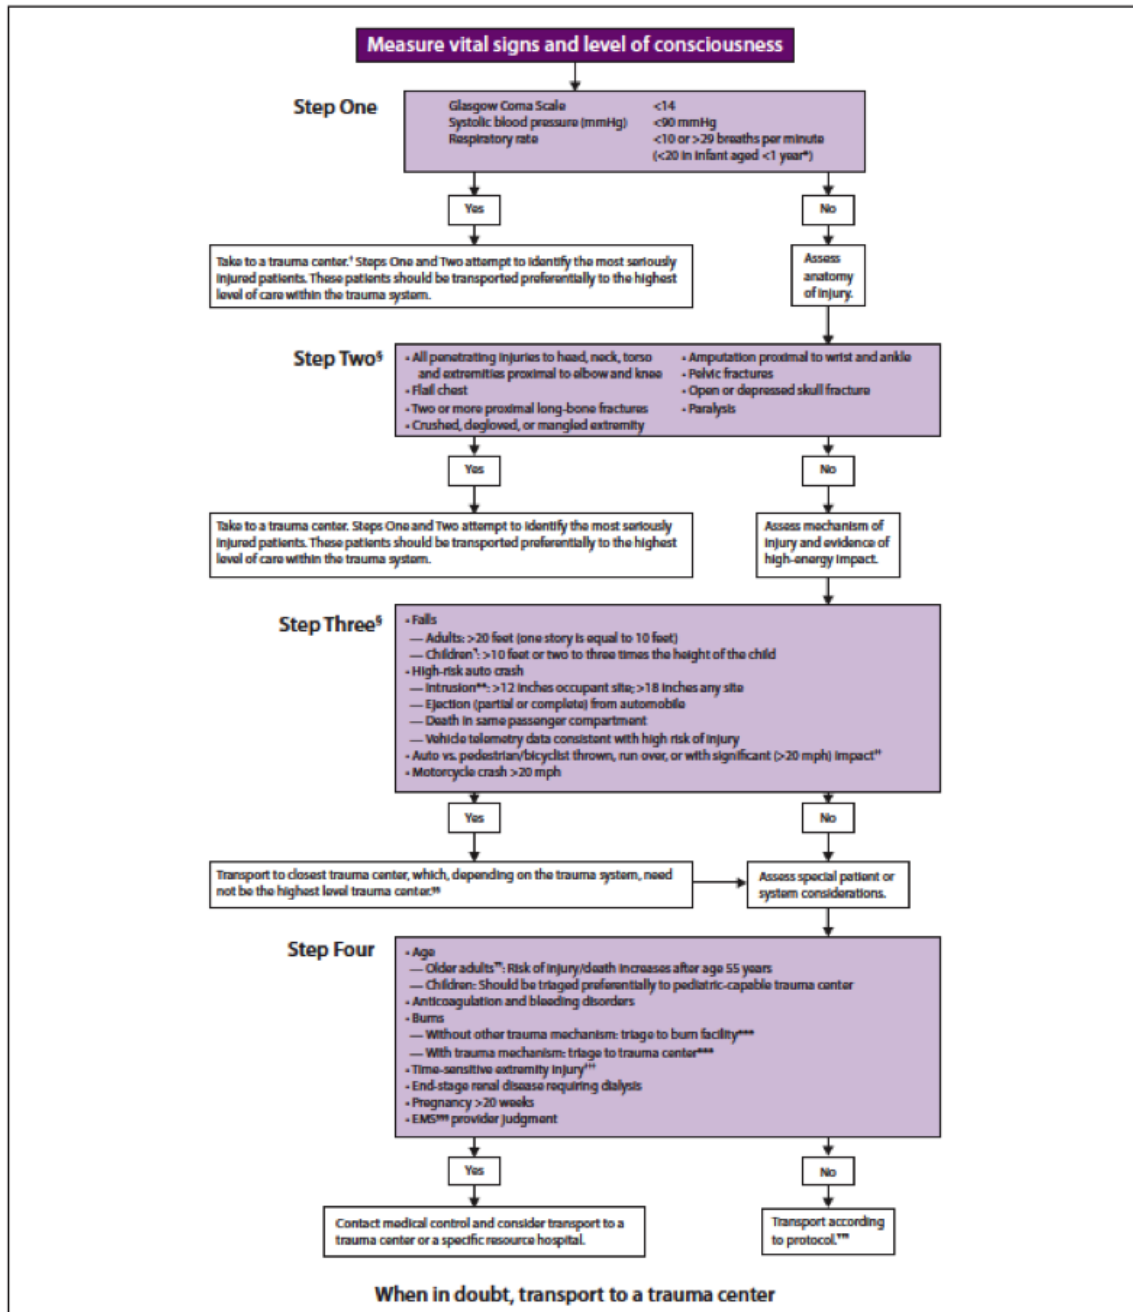 Measure vital signs and level of consciousness
Step One
Glasgow Coma Scale <14
Systolic blood pressure (mmHg) <90 mmHg
Respiratory rate <10 or >29 breaths per minute
(<20 in infant aged <1 year*)
Yes
No
Take to a trauma center.† Steps One and Two attempt to identify the most seriously
injured patients. These patients should be transported preferentially to the highest
level of care within the trauma system.
Assess
anatomy
of injury.
Step Two§
• All penetrating injuries to head, neck, torso
and extremities proximal to elbow and knee
• Flail chest
• Two or more proximal long-bone fractures
• Crushed, degloved, or mangled extremity
• Amputation proximal to wrist and ankle
• Pelvic fractures
• Open or depressed skull fracture
• Paralysis
Yes
No
Take to a trauma center. Steps One and Two attempt to identify the most seriously
injured patients. These patients should be transported preferentially to the highest
level of care within the trauma system.
Assess mechanism of
injury and evidence of
high-energy impact.
Step Three§
• Falls
— Adults: >20 feet (one story is equal to 10 feet)
— Children¶: >10 feet or two to three times the height of the child
• High-risk auto crash
— Intrusion**: >12 inches occupant site; >18 inches any site
— Ejection (partial or complete) from automobile
— Death in same passenger compartment
— Vehicle telemetry data consistent with high risk of injury
• Auto vs. pedestrian/bicyclist thrown, run over, or with significant (>20 mph) impact††
• Motorcycle crash >20 mph
Yes
No
Transport to closest trauma center, which, depending on the trauma system, need
not be the highest level trauma center.§§
Assess special patient or
system considerations.
Step Four
• Age
— Older adults¶¶: Risk of injury/death increases after age 55 years
— Children: Should be triaged preferentially to pediatric-capable trauma center
• Anticoagulation and bleeding disorders
• Burns
— Without other trauma mechanism: triage to burn facility***
— With trauma mechanism: triage to trauma center***
• Time-sensitive extremity injury†††
• End-stage renal disease requiring dialysis
• Pregnancy >20 weeks
• EMS§§§ provider judgment
Yes
No
Contact medical control and consider transport to a
trauma center or a specific resource hospital.
Transport according
to protocol.¶¶¶
When in doubt, transport to a trauma center